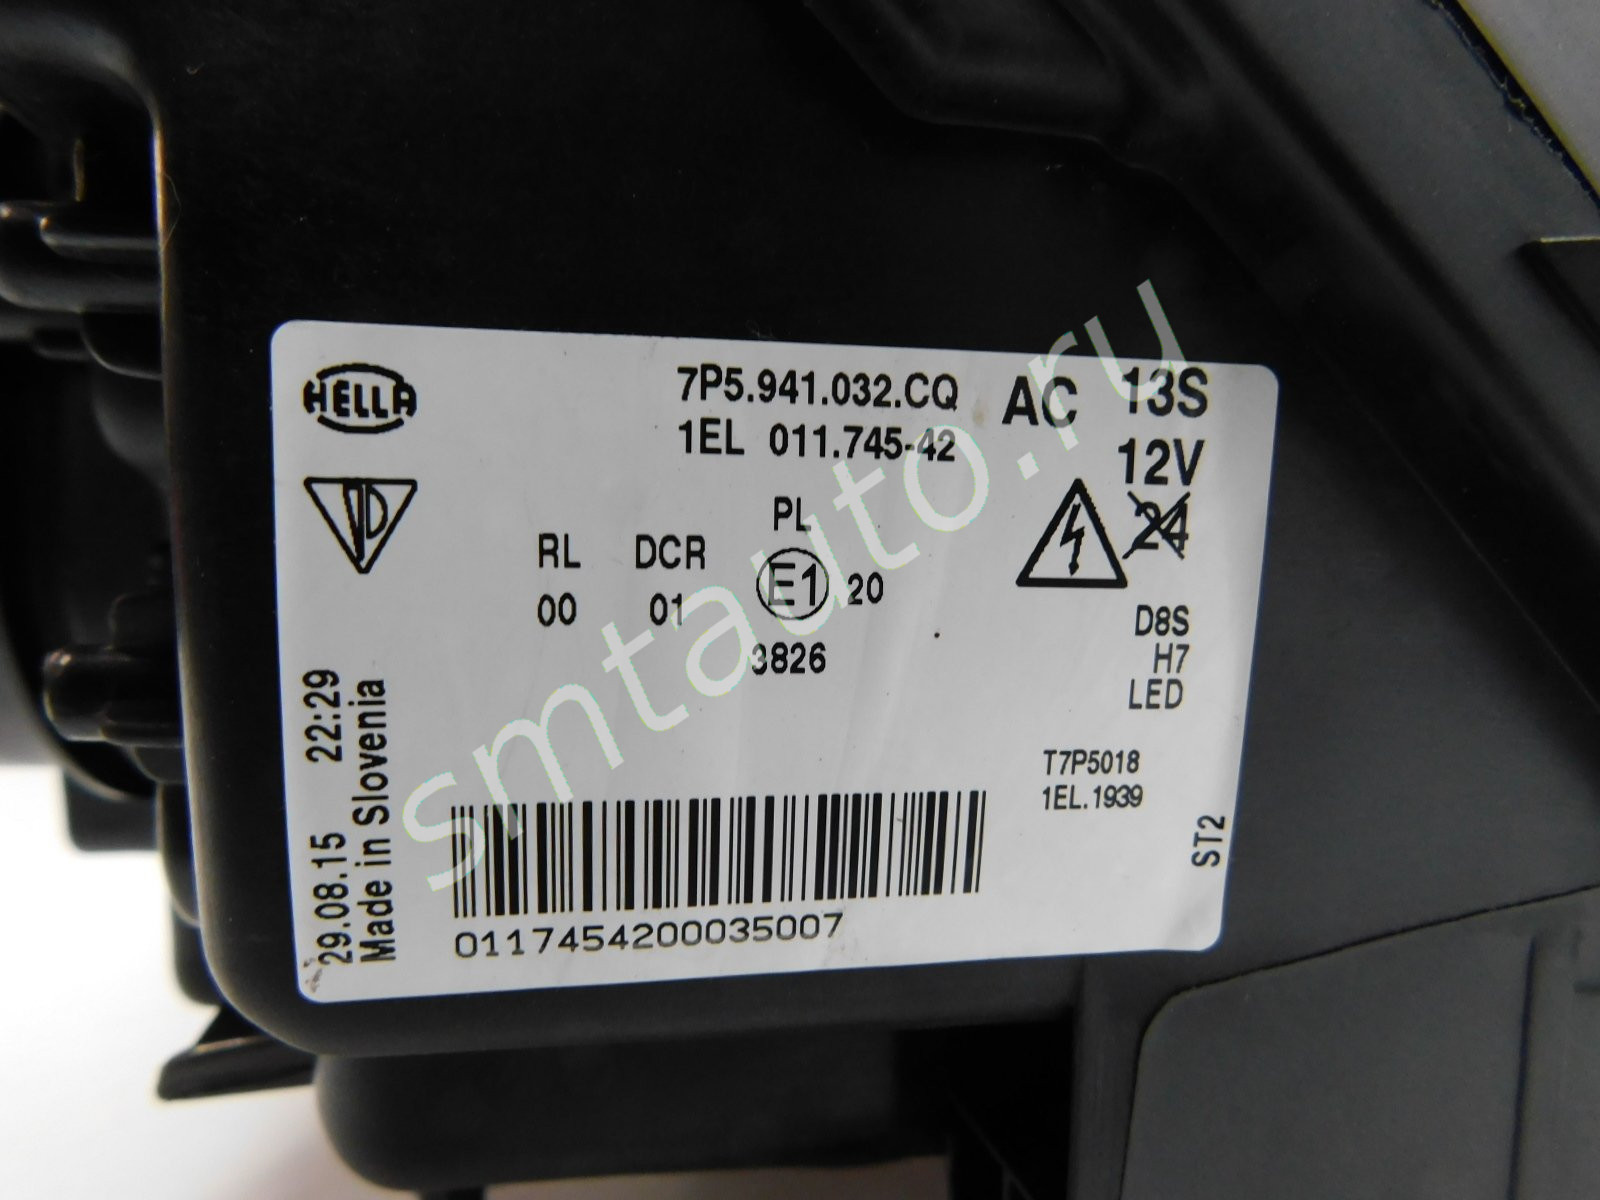 HELLA
7P5.941.032.CQ
1EL 011.745-42
AC
13S
12V
24
PL
RL
DCR
E1
20
00
01
3826
D8S
H7
LED
T7P5018
1EL.1939
ST2
29.08.15 22:29
Made in Slovenia
0117454200035007
smtauto.ru